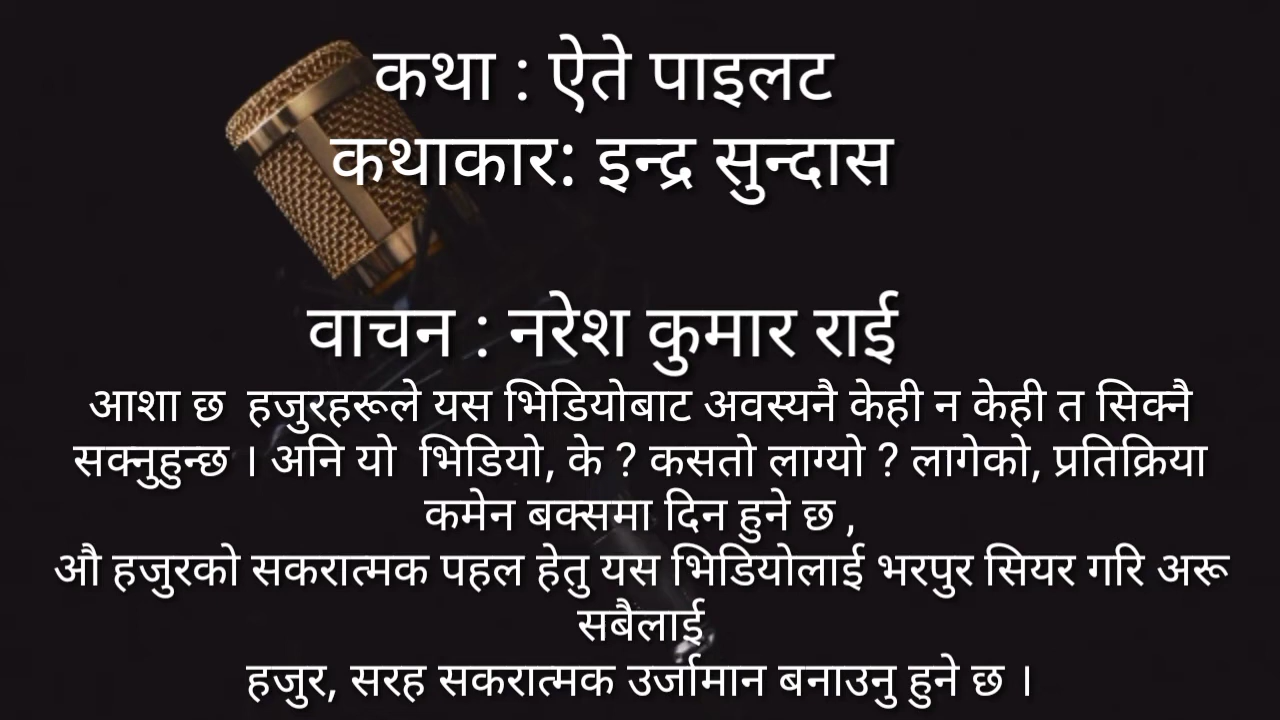 कथा : ऐते पाइलट
कथाकार: इन्द्र सुन्दास
वाचन : नरेश कुमार राई
आशा छ हजुरहरूले यस भिडियोबाट अवस्यनै केही न केही त सिक्नै
सक्नुहुन्छ । अनि यो भिडियो, के ? कसतो लाग्यो ? लागेको, प्रतिक्रिया
कमेन बक्समा दिन हुने छ ,
औ हजुरको सकरात्मक पहल हेतु यस भिडियोलाई भरपुर सियर गरि अरू
सबैलाई
हजुर, सरह सकरात्मक उर्जामान बनाउनु हुने छ ।